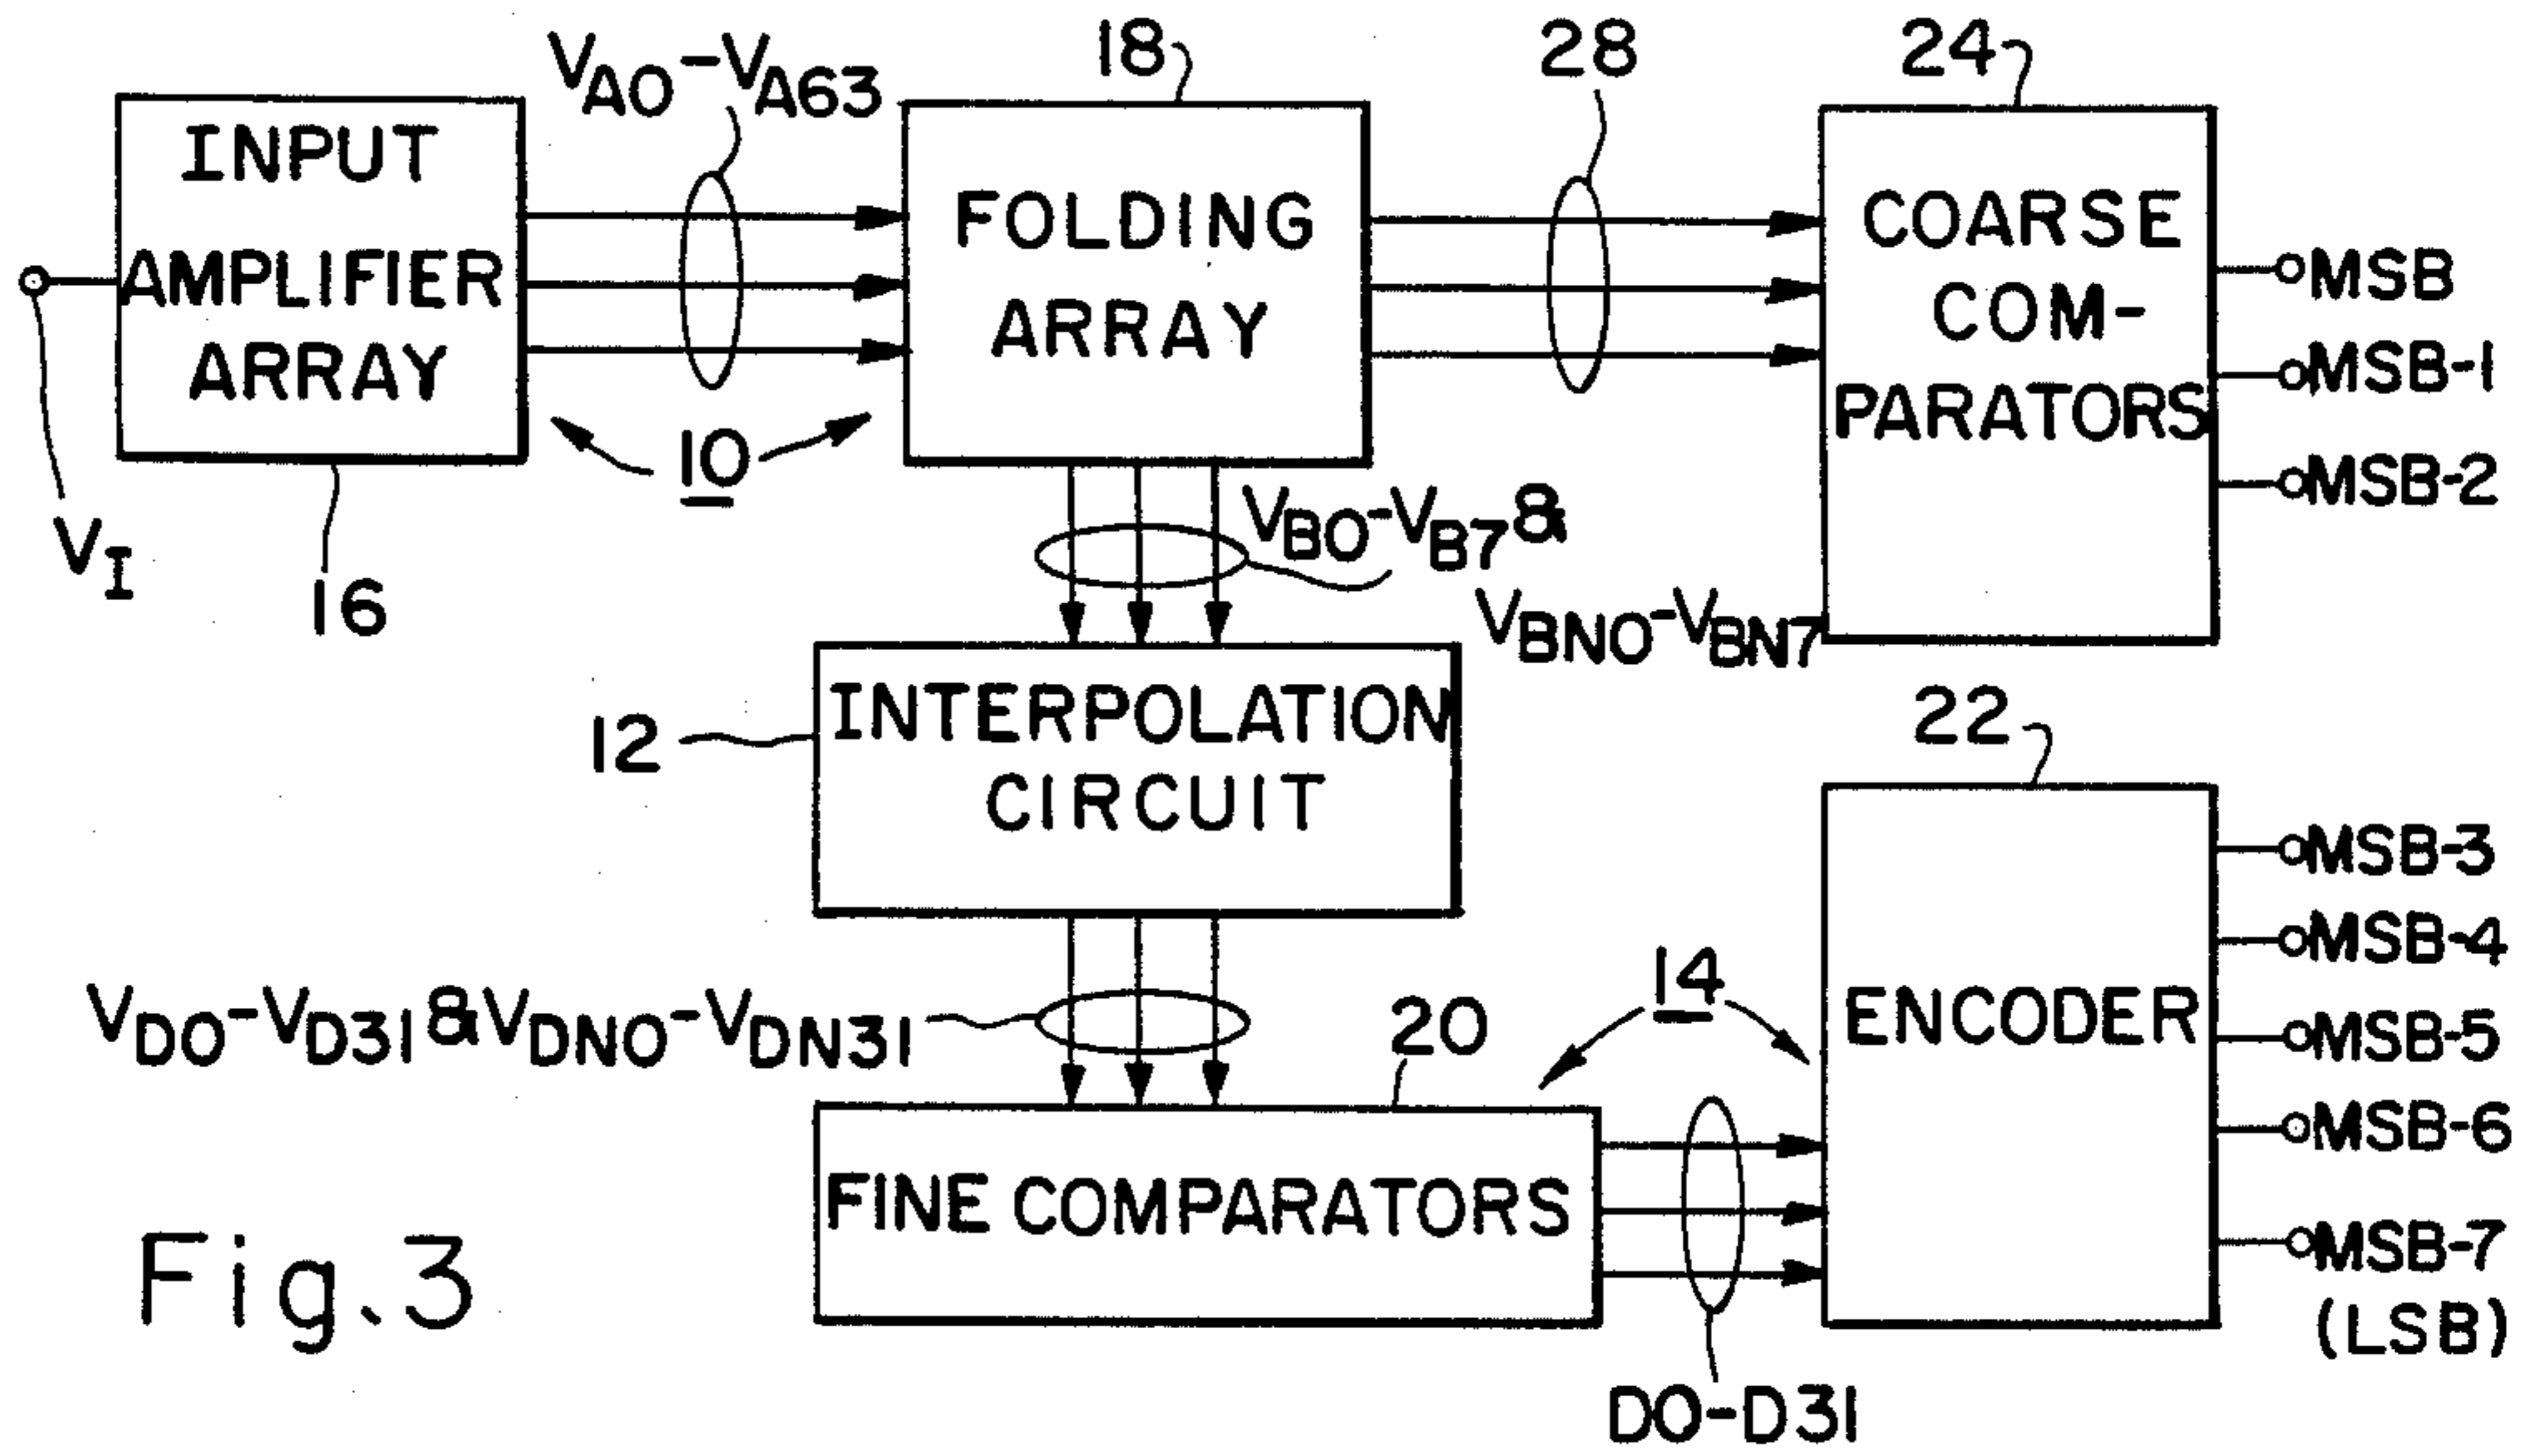 VA0-VA63
18
28
24
INPUT
AMPLIFIER
ARRAY
FOLDING
ARRAY
COARSE
COM-
PARATORS
MSB
MSB-1
MSB-2
10
VI
16
VB0-VB7 &
VBN0-VBN7
12
INTERPOLATION
CIRCUIT
22
VD0-VD31 & VDN0-VDN31
20
14
ENCODER
MSB-3
MSB-4
MSB-5
MSB-6
MSB-7
(LSB)
FINE COMPARATORS
D0-D31
Fig.3